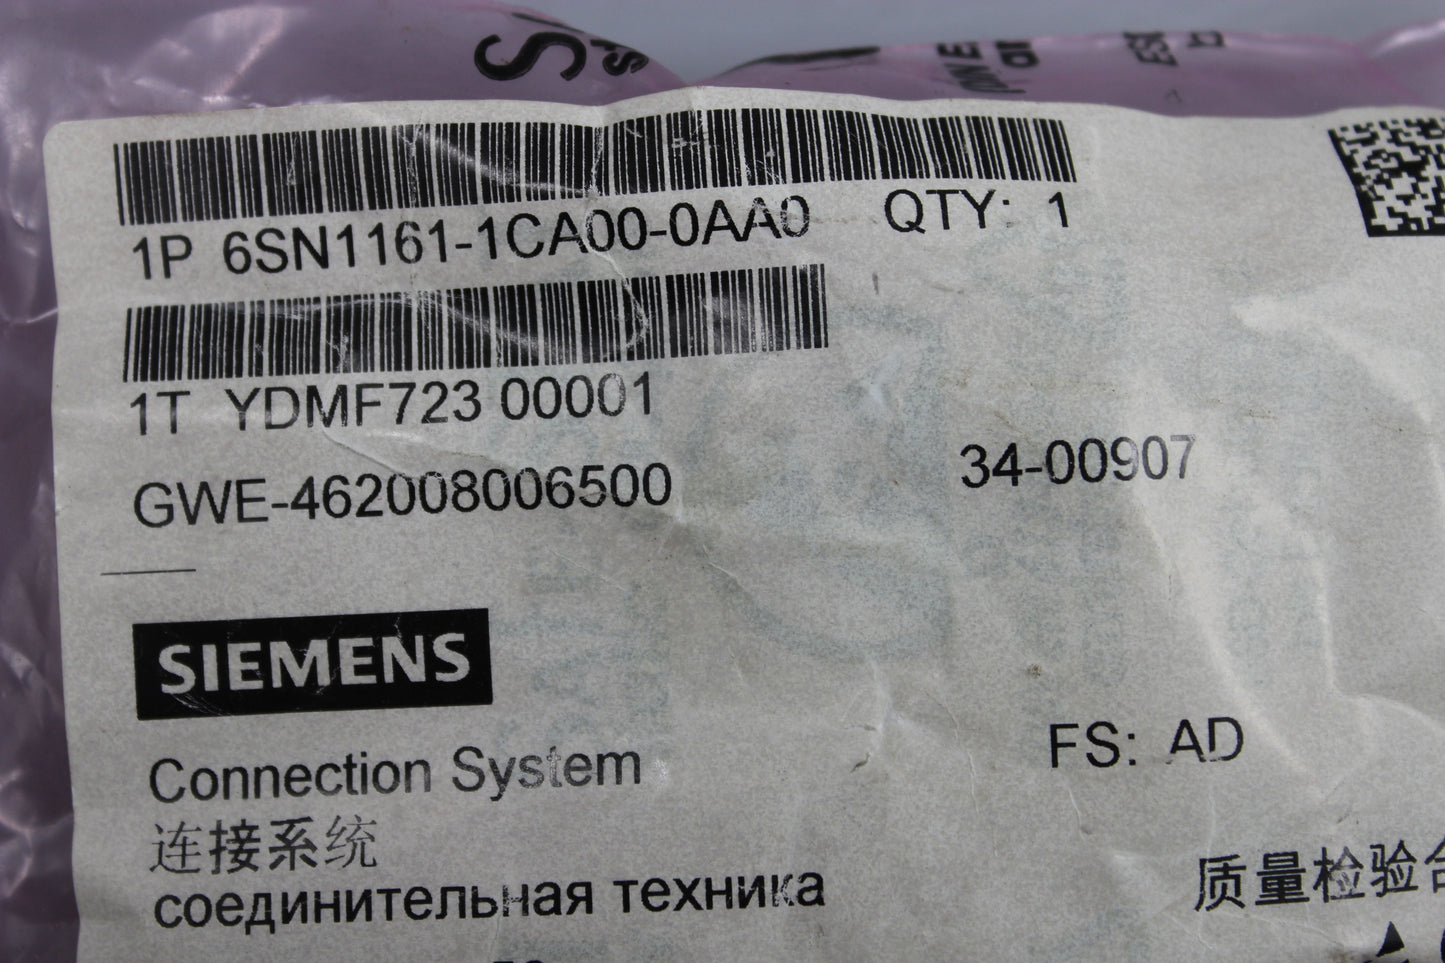 1P 6SN1161-1CA00-0AA0 QTY: 1
1T YDMF723 00001
GWE-462008006500 34-00907
SIEMENS
Connection System
FS: AD
连接系统
соединительная техника
质量检验合